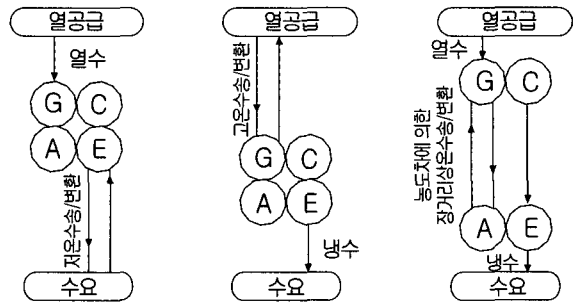 열공급
열수
G C
A E
저온수송/변환
수요
열공급
고온수송/변환
G C
A E
냉수
수요
열공급
열수
G C
농도차에 의한
장거리상온수송/변환
A E
냉수
수요